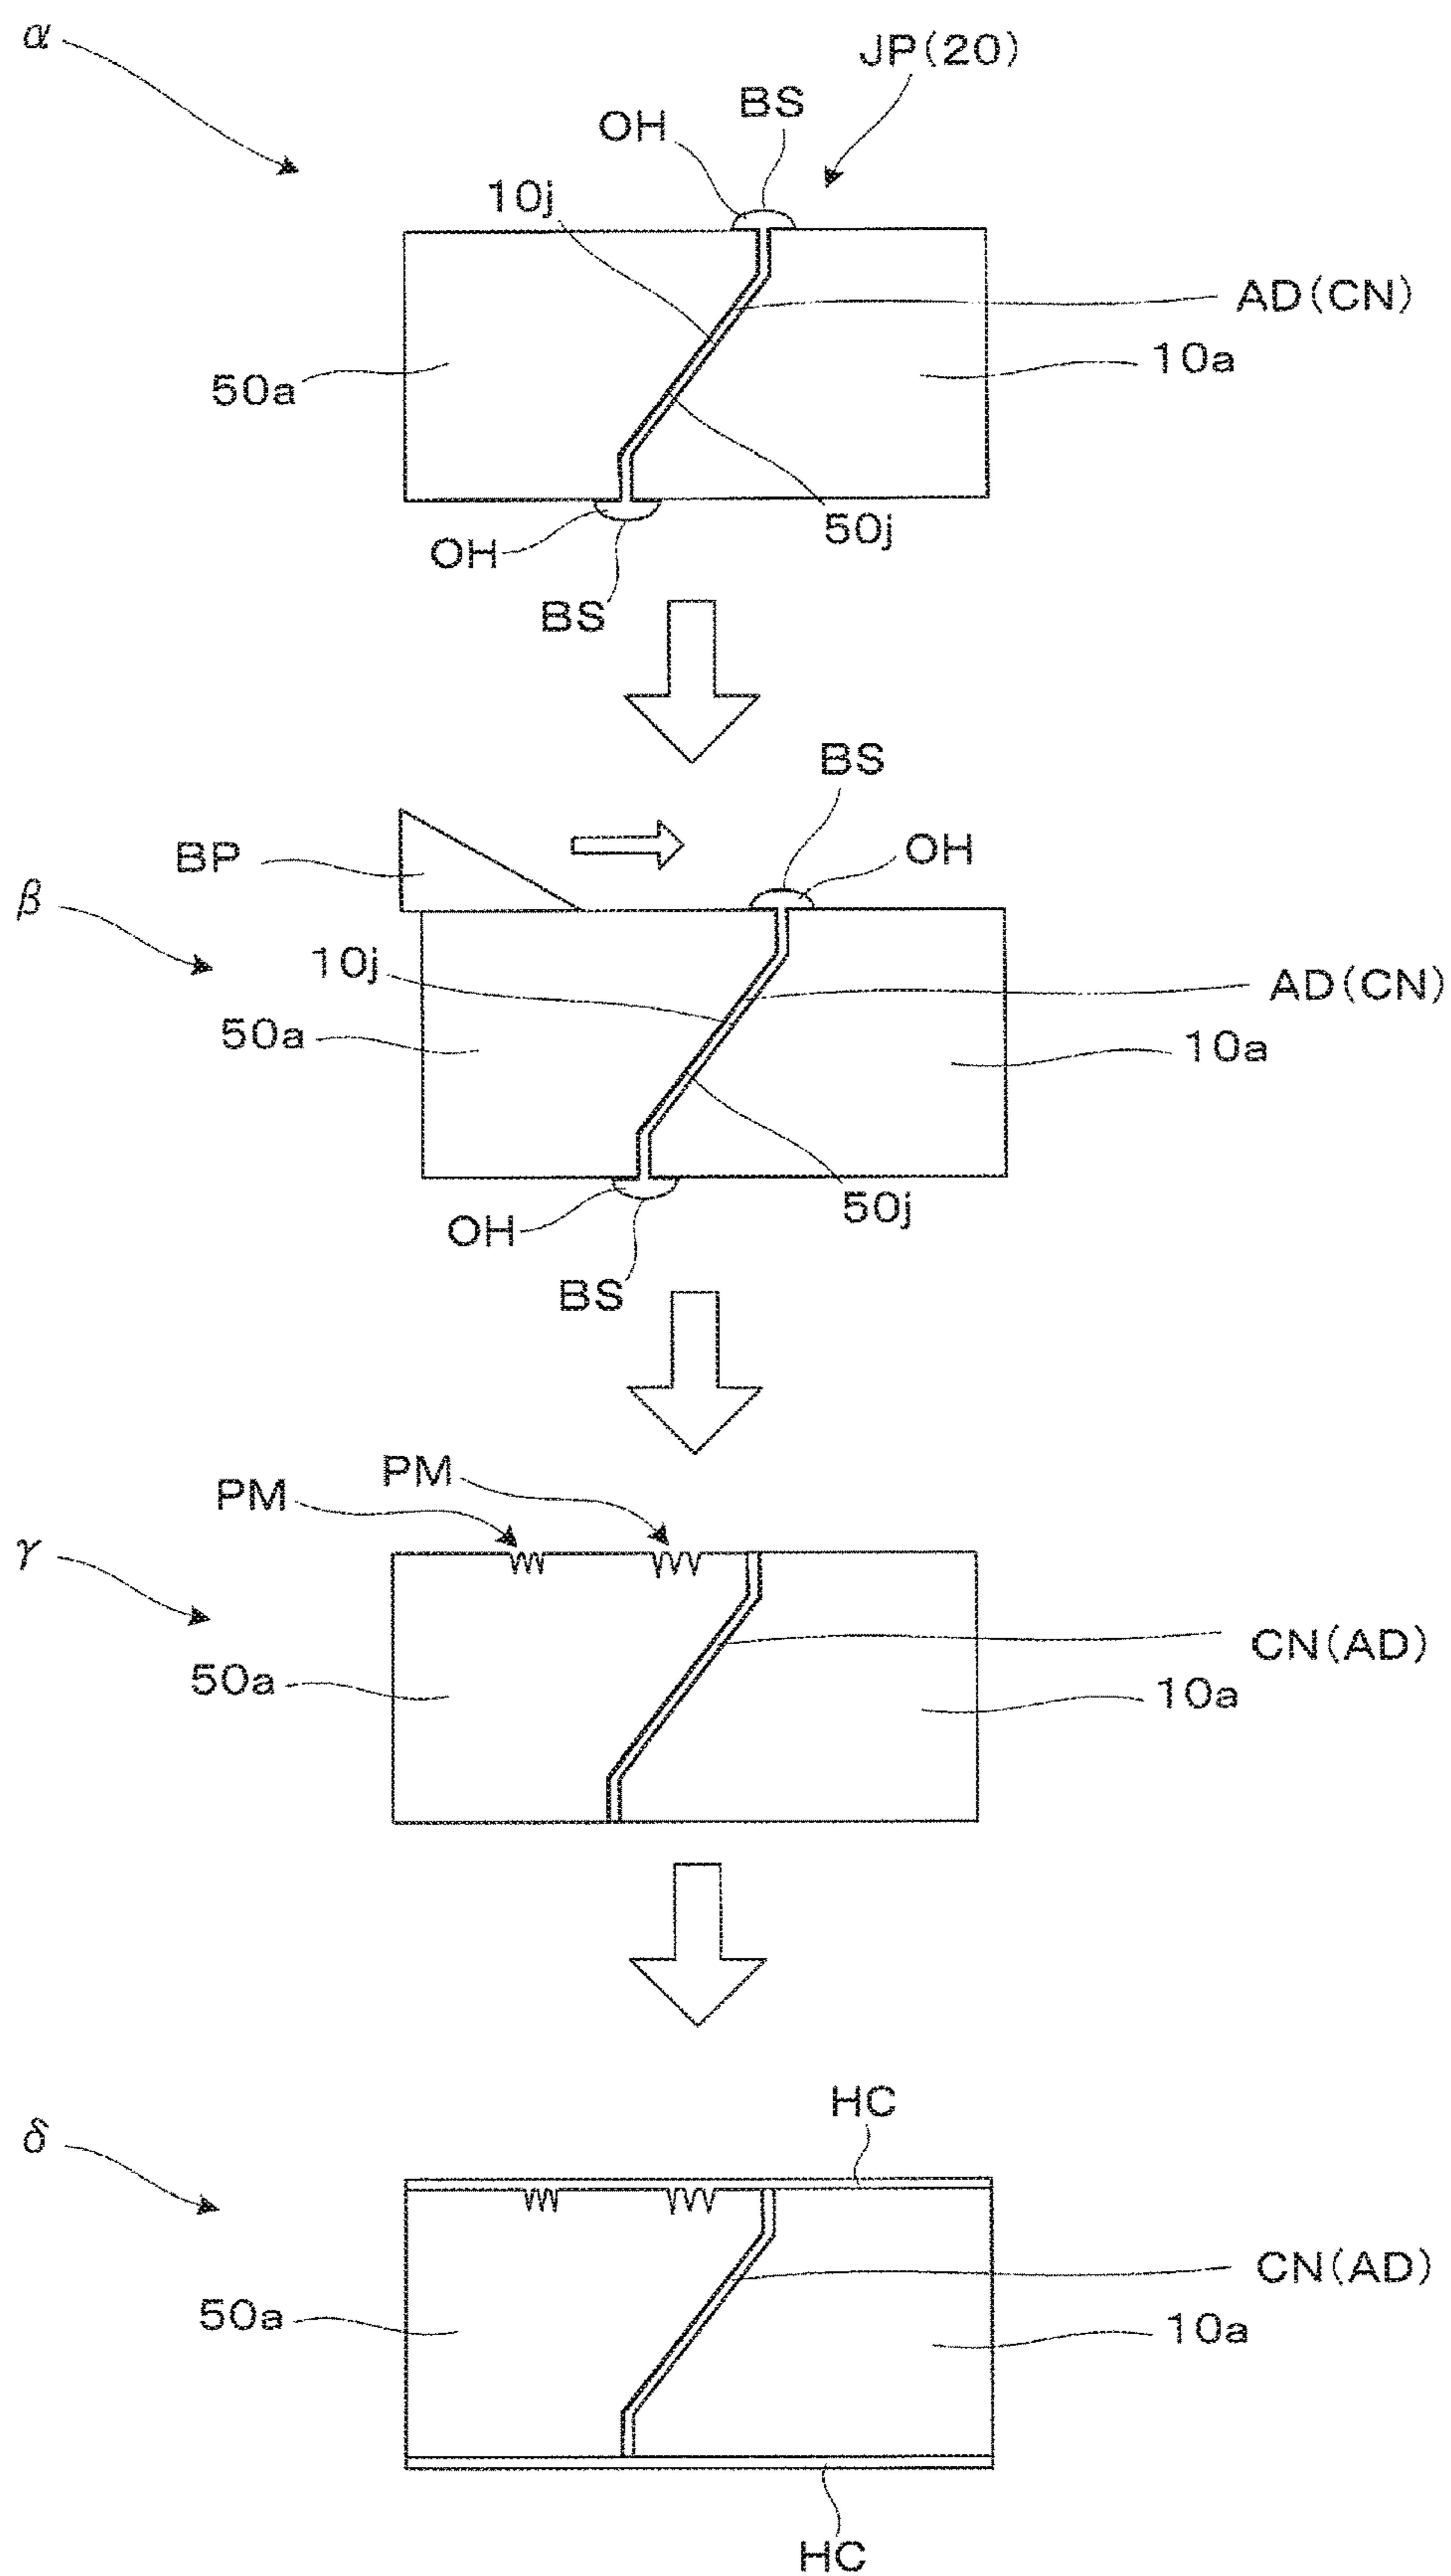 α
JP(20)
BS
OH
10j
AD(CN)
10a
50a
50j
OH
BS
BS
BP
OH
β
10j
AD(CN)
50a
10a
50j
OH
BS
PM
PM
γ
CN(AD)
50a
10a
HC
δ
CN(AD)
50a
10a
HC